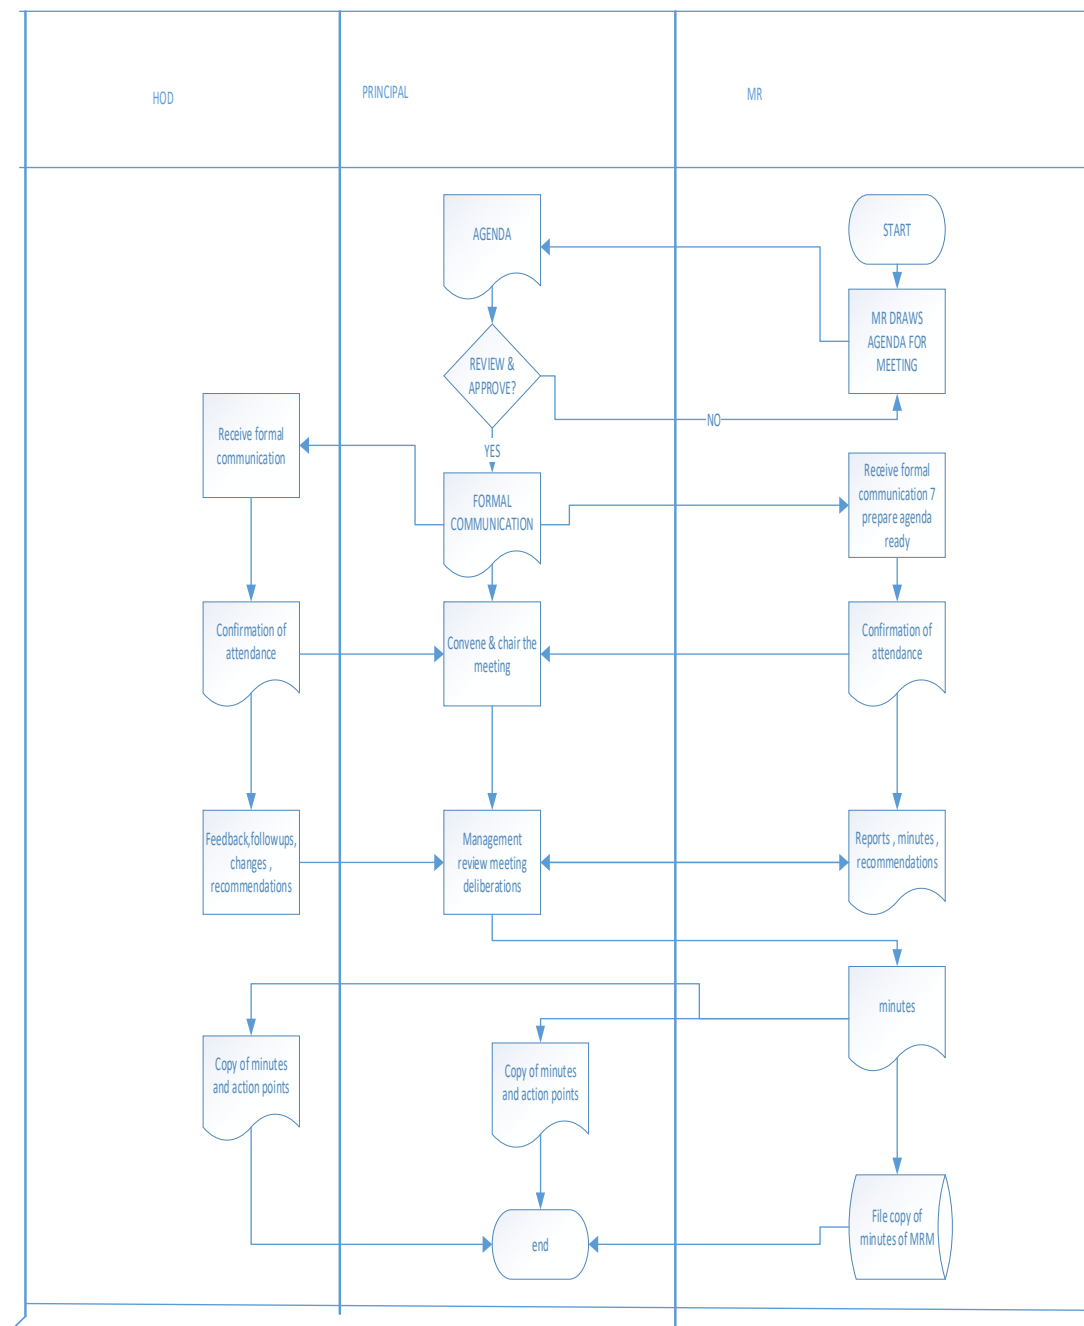 HOD
PRINCIPAL
MR
AGENDA
START
MR DRAWS
AGENDA FOR
MEETING
REVIEW &
APPROVE?
NO
YES
Receive formal
communication
FORMAL
COMMUNICATION
Receive formal
communication 7
prepare agenda
ready
Confirmation of
attendance
Convene & chair the
meeting
Confirmation of
attendance
Feedback,followups,
changes ,
recommendations
Management
review meeting
deliberations
Reports , minutes ,
recommendations
minutes
Copy of minutes
and action points
Copy of minutes
and action points
File copy of
minutes of MRM
end